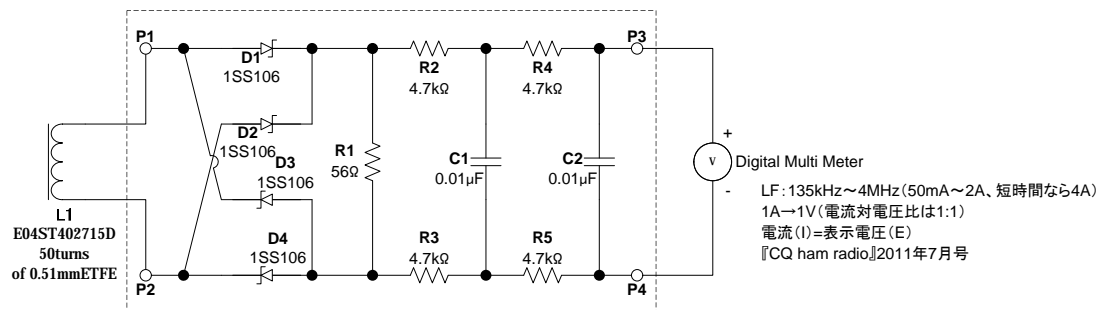 P1
D1
1SS106
R2
4.7kΩ
R4
4.7kΩ
P3
D2
1SS106
D3
1SS106
R1
56Ω
C1
0.01µF
C2
0.01µF
+
V
Digital Multi Meter
-
LF:135kHz～4MHz(50mA～2A、短時間なら4A)
1A→1V(電流対電圧比は1:1)
電流(I)=表示電圧(E)
『CQ ham radio』2011年7月号
L1
E04ST402715D
50turns
of 0.51mmETFE
D4
1SS106
R3
4.7kΩ
R5
4.7kΩ
P2
P4